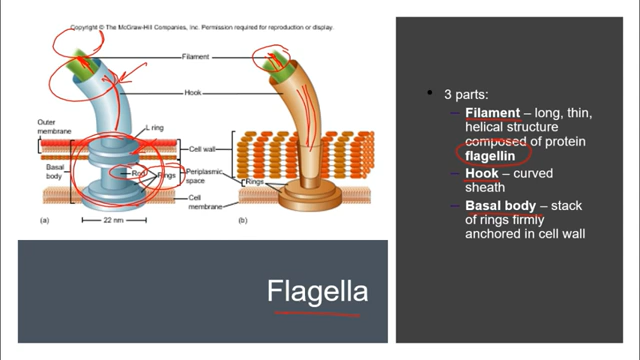 Copyright © The McGraw-Hill Companies, Inc. Permission required for reproduction or display.
Filament
Hook
L ring
Outer
membrane
Cell wall
Basal
body
Rod
Rings
Periplasmic
space
Rings
Cell
membrane
(a)
22 nm
(b)
Flagella
• 3 parts:
– Filament – long, thin,
helical structure
composed of protein
flagellin
– Hook – curved
sheath
– Basal body – stack
of rings firmly
anchored in cell wall